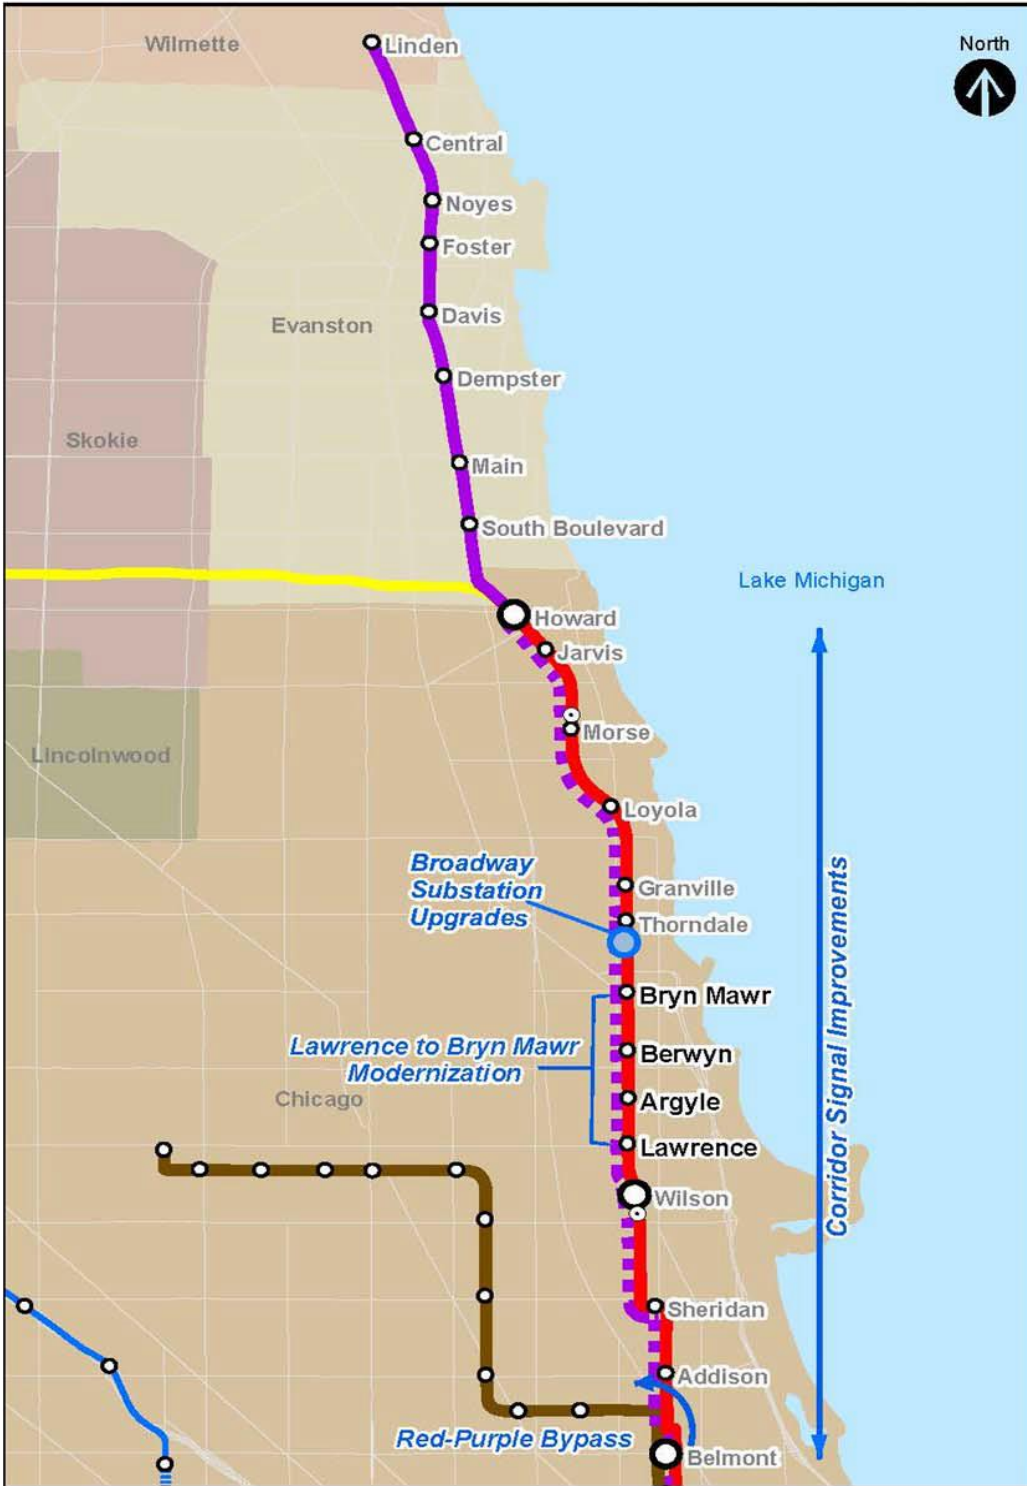 Wilmette
Linden
North
Central
Noyes
Foster
Davis
Evanston
Dempster
Skokie
Main
South Boulevard
Lake Michigan
Howard
Jarvis
Morse
Lincolnwood
Loyola
Broadway
Substation
Upgrades
Granville
Thorndale
Bryn Mawr
Lawrence to Bryn Mawr
Modernization
Berwyn
Chicago
Argyle
Lawrence
Corridor Signal Improvements
Wilson
Sheridan
Addison
Red-Purple Bypass
Belmont